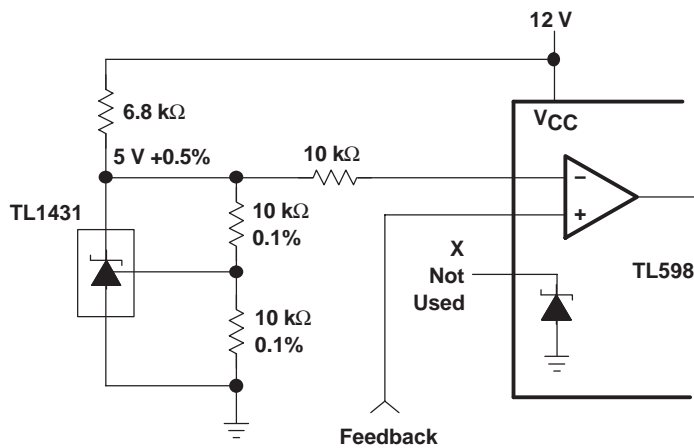 12 V
6.8 kΩ
VCC
5 V +0.5%
10 kΩ
TL1431
10 kΩ
0.1%
−
+
X
Not
Used
TL598
10 kΩ
0.1%
Feedback